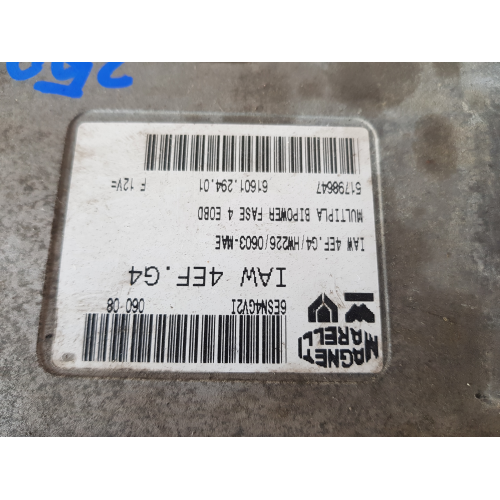 MAGNETI
MARELLI
6ESN4GV2I 060-08
IAW 4EF.G4
IAW 4EF.G4/HW226/0603-MAE
MULTIPLA BIPOWER FASE 4 EOBD
51798647 61601.294.01 F 12V=